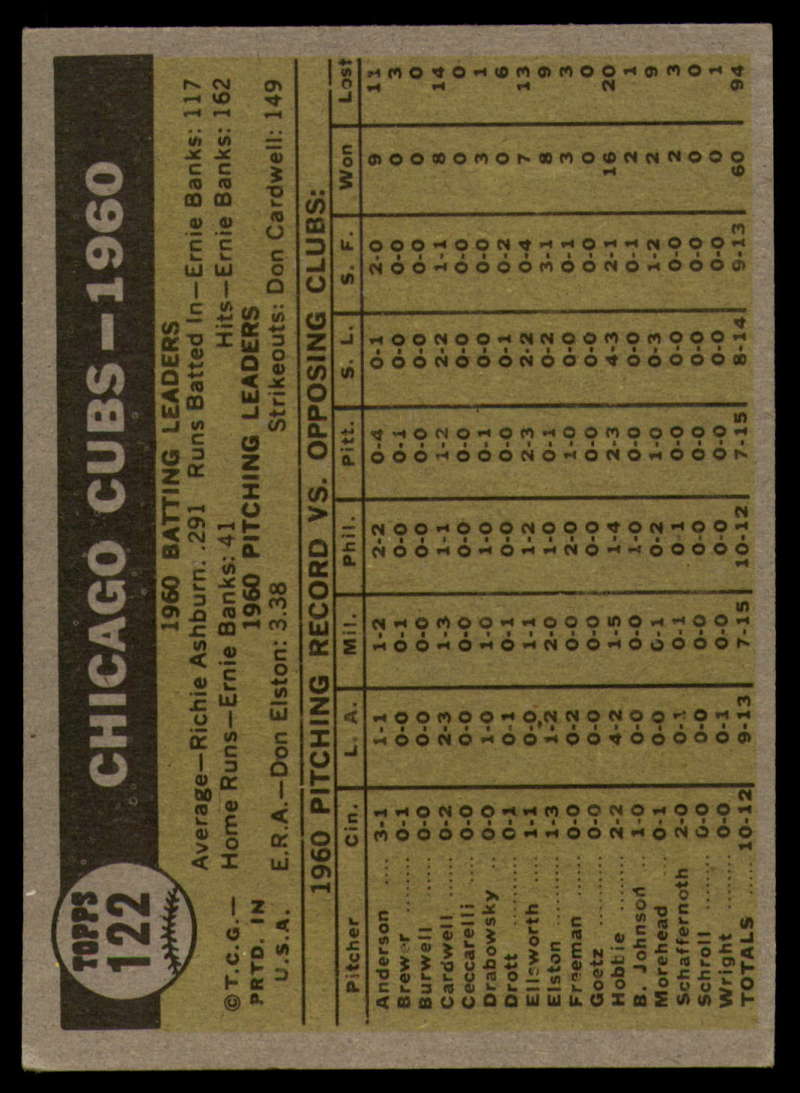 TOPPS
122
CHICAGO CUBS—1960
©T.C.G.—
PRTD. IN
U.S.A.
1960 BATTING LEADERS
Average—Richie Ashburn: .291 Runs Batted In—Ernie Banks: 117
Home Runs—Ernie Banks: 41 Hits—Ernie Banks: 162
1960 PITCHING LEADERS
E.R.A.—Don Elston: 3.38 Strikeouts: Don Cardwell: 149
1960 PITCHING RECORD VS. OPPOSING CLUBS:
Pitcher Cin. L. A. Mil. Phil. Pitt. S. L. S. F. Won Lost
Anderson .... 3-1 1-1 1-2 2-2 0-4 0-1 2-0 9 11
Brewer ........ 0-1 0-0 0-1 0-0 0-1 0-0 0-0 0 3
Burwell ...... 0-0 0-0 0-0 0-0 0-0 0-0 0-0 0 0
Cardwell ...... 0-2 2-3 1-3 1-1 1-2 2-2 1-1 8 14
Ceccarelli .... 0-0 0-0 0-0 0-0 0-0 0-0 0-0 0 0
Drabowsky .. 0-0 1-0 1-0 1-0 0-1 0-0 0-0 3 1
Drott .......... 0-1 0-1 0-1 0-0 0-0 0-1 0-2 0 6
Ellsworth .... 1-1 0-0 1-1 1-2 2-3 2-2 0-4 7 13
Elston ........ 1-3 1-2 2-0 1-0 0-1 0-2 3-1 8 9
Freeman ...... 0-0 0-2 0-0 2-0 1-0 0-0 0-1 3 3
Goetz .......... 0-0 0-0 0-0 0-0 0-0 0-0 0-0 0 0
Hobbie ........ 2-2 4-2 1-5 1-4 2-3 4-3 2-1 16 20
B. Johnson .. 1-0 0-0 0-0 1-0 0-0 0-0 0-1 2 1
Morehead .... 0-1 0-0 0-1 0-2 1-0 0-3 1-2 2 9
Schaffernoth 2-0 0-1 0-1 0-1 0-0 0-0 0-0 2 3
Schroll ........ 0-0 0-0 0-0 0-0 0-0 0-0 0-0 0 0
Wright ........ 0-0 0-1 0-0 0-0 0-0 0-0 0-0 0 1
TOTALS ...... 10-12 9-13 7-15 10-12 7-15 8-14 9-13 60 94